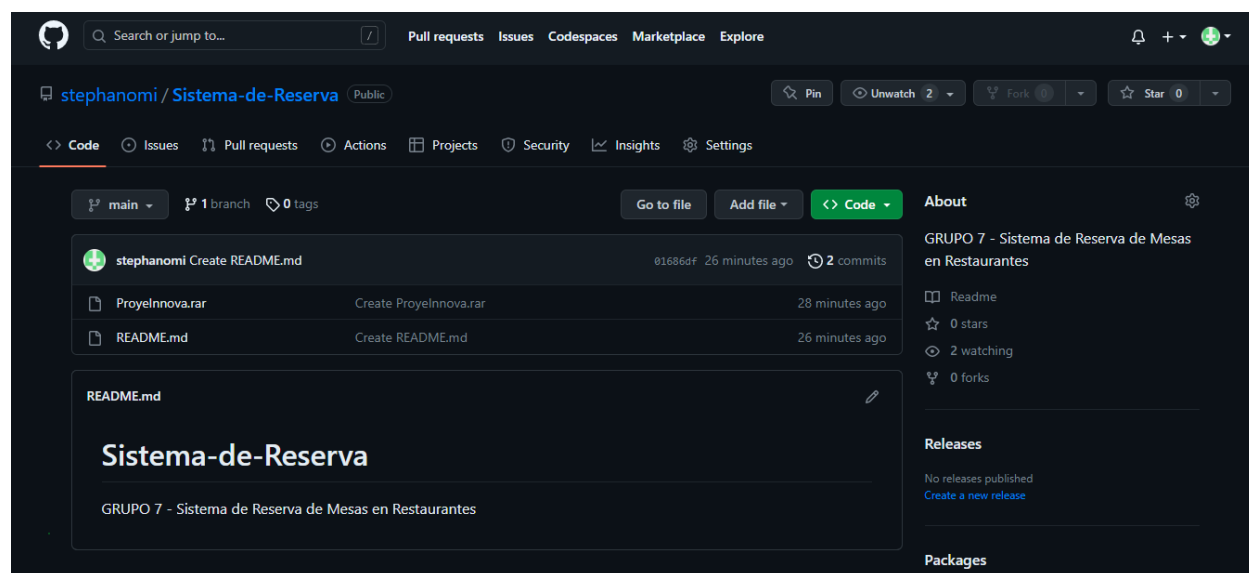 Search or jump to... / Pull requests Issues Codespaces Marketplace Explore
stephanomi / Sistema-de-Reserva Public Pin Unwatch 2 Fork 0 Star 0
Code Issues Pull requests Actions Projects Security Insights Settings
main 1 branch 0 tags Go to file Add file Code
stephanomi Create README.md 01686df 26 minutes ago 2 commits
ProyeInnova.rar Create ProyeInnova.rar 28 minutes ago
README.md Create README.md 26 minutes ago
README.md
Sistema-de-Reserva
GRUPO 7 - Sistema de Reserva de Mesas en Restaurantes
About
GRUPO 7 - Sistema de Reserva de Mesas
en Restaurantes
Readme
0 stars
2 watching
0 forks
Releases
No releases published
Create a new release
Packages